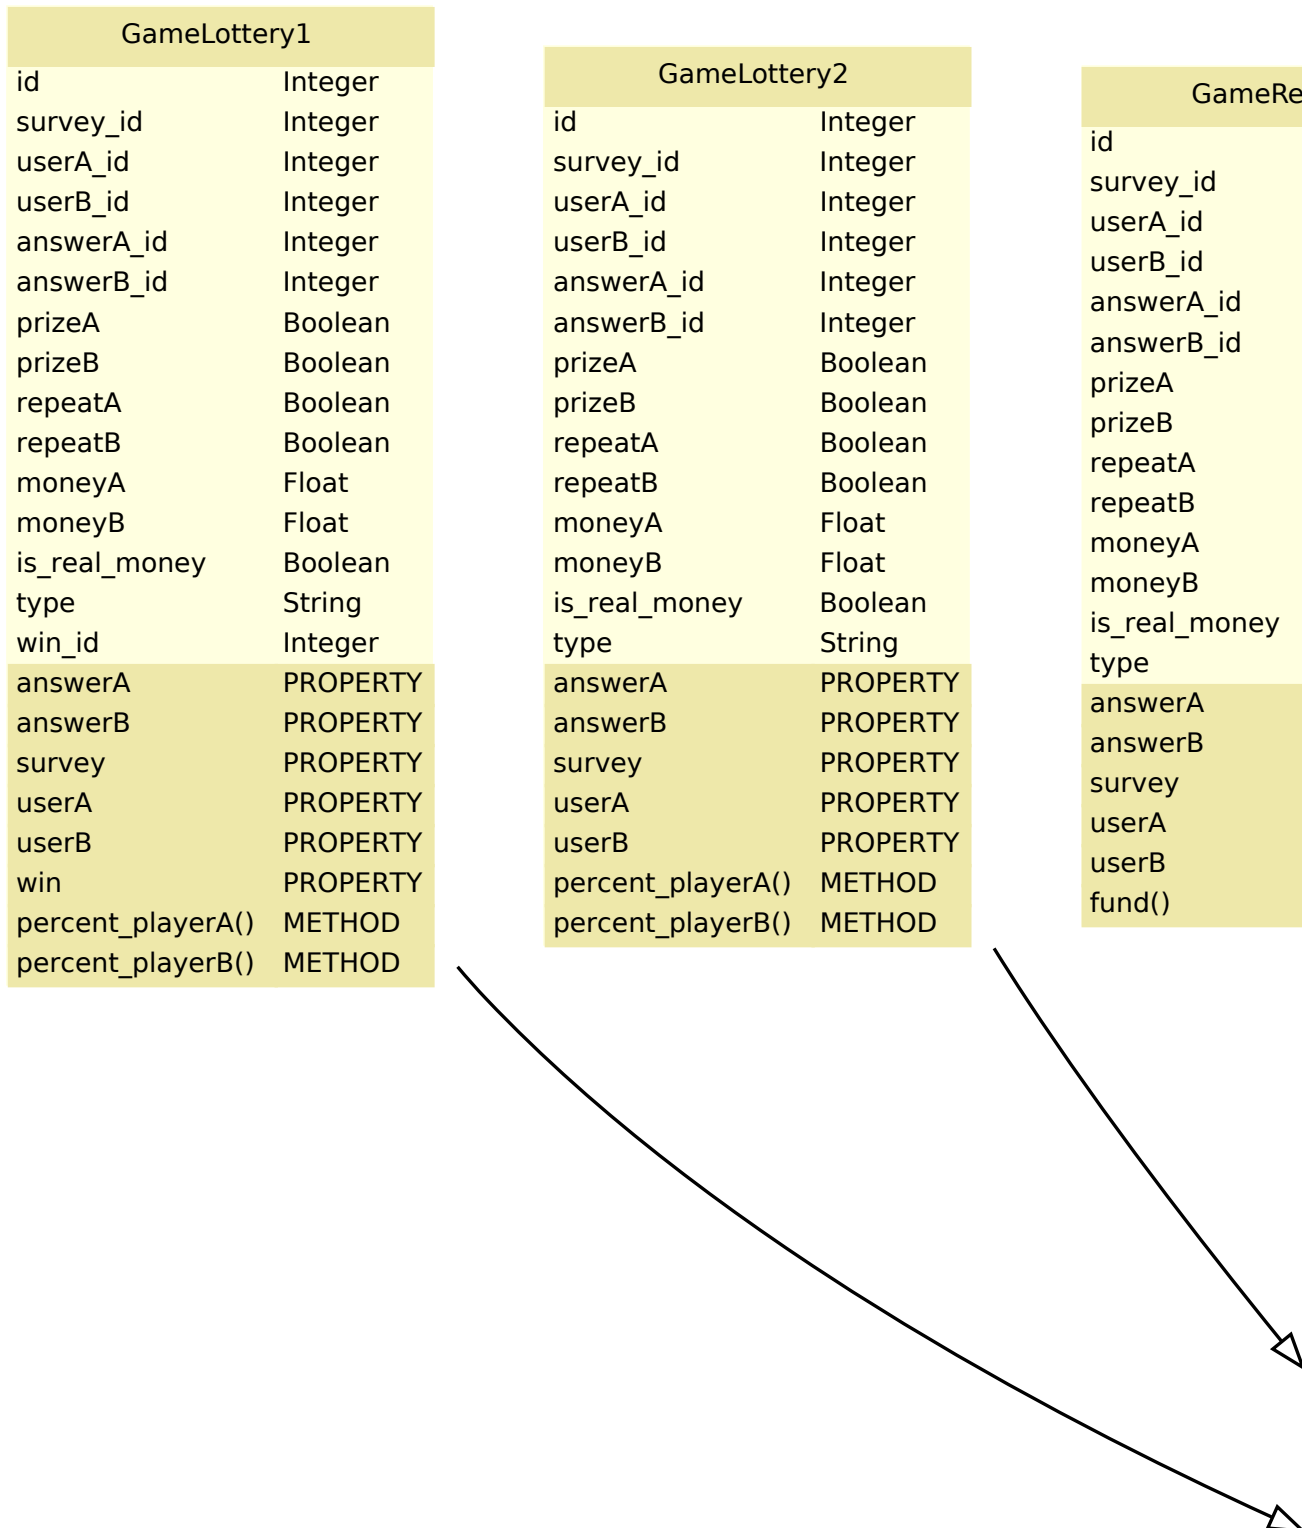 GameLottery1
id Integer
survey_id Integer
userA_id Integer
userB_id Integer
answerA_id Integer
answerB_id Integer
prizeA Boolean
prizeB Boolean
repeatA Boolean
repeatB Boolean
moneyA Float
moneyB Float
is_real_money Boolean
type String
win_id Integer
answerA PROPERTY
answerB PROPERTY
survey PROPERTY
userA PROPERTY
userB PROPERTY
win PROPERTY
percent_playerA() METHOD
percent_playerB() METHOD
GameLottery2
id Integer
survey_id Integer
userA_id Integer
userB_id Integer
answerA_id Integer
answerB_id Integer
prizeA Boolean
prizeB Boolean
repeatA Boolean
repeatB Boolean
moneyA Float
moneyB Float
is_real_money Boolean
type String
answerA PROPERTY
answerB PROPERTY
survey PROPERTY
userA PROPERTY
userB PROPERTY
percent_playerA() METHOD
percent_playerB() METHOD
GameRe
id
survey_id
userA_id
userB_id
answerA_id
answerB_id
prizeA
prizeB
repeatA
repeatB
moneyA
moneyB
is_real_money
type
answerA
answerB
survey
userA
userB
fund()